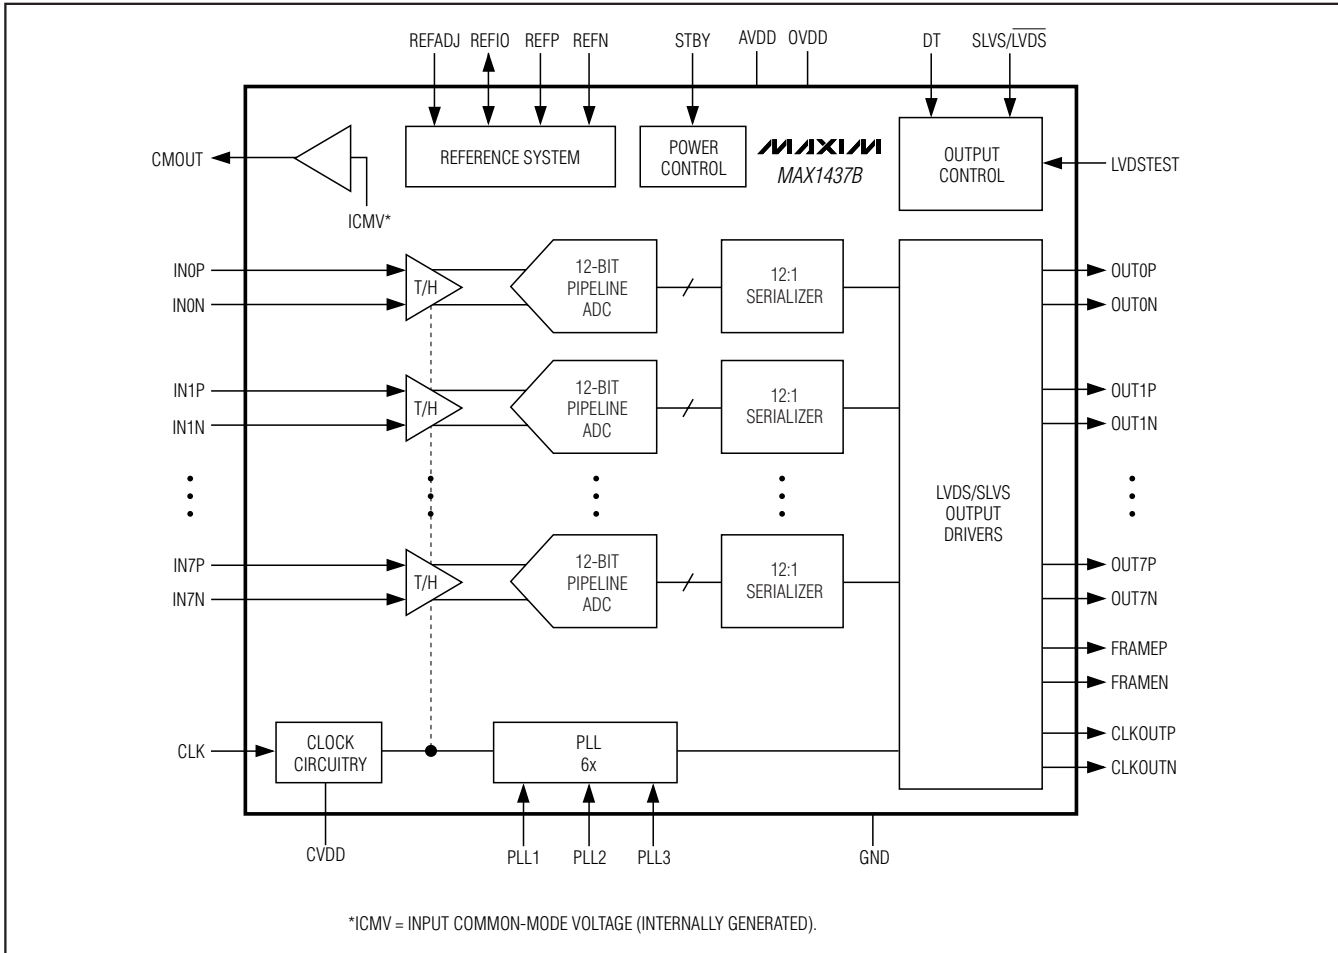 REFADJ REFIO REFP REFN STBY AVDD OVDD DT SLVS/LVDS
CMOUT
ICMV*
REFERENCE SYSTEM
POWER
CONTROL
MAXIM
MAX1437B
OUTPUT
CONTROL
LVDSTEST
IN0P
IN0N
T/H
12-BIT
PIPELINE
ADC
12:1
SERIALIZER
OUT0P
OUT0N
IN1P
IN1N
T/H
12-BIT
PIPELINE
ADC
12:1
SERIALIZER
OUT1P
OUT1N
LVDS/SLVS
OUTPUT
DRIVERS
IN7P
IN7N
T/H
12-BIT
PIPELINE
ADC
12:1
SERIALIZER
OUT7P
OUT7N
FRAMEP
FRAMEN
CLK
CLOCK
CIRCUITRY
PLL
6x
CLKOUTP
CLKOUTN
CVDD PLL1 PLL2 PLL3 GND
*ICMV = INPUT COMMON-MODE VOLTAGE (INTERNALLY GENERATED).